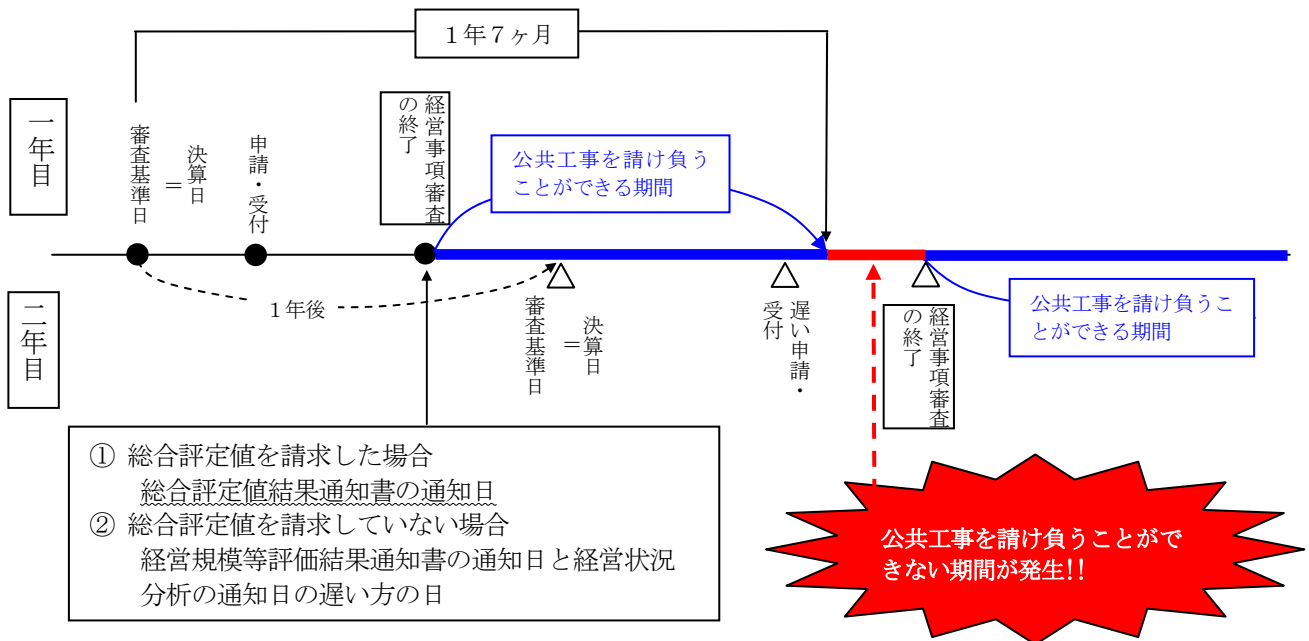 1年7ヶ月
一年目
審査基準日
＝
決算日
申請・受付
経営事項審査
の終了
公共工事を請け負う
ことができる期間
二年目
1年後
審査基準日
＝
決算日
遅い申請・
受付
経営事項審査
の終了
公共工事を請け負うこ
とができる期間
① 総合評定値を請求した場合
総合評定値結果通知書の通知日
② 総合評定値を請求していない場合
経営規模等評価結果通知書の通知日と経営状況
分析の通知日の遅い方の日
公共工事を請け負うことがで
きない期間が発生!!